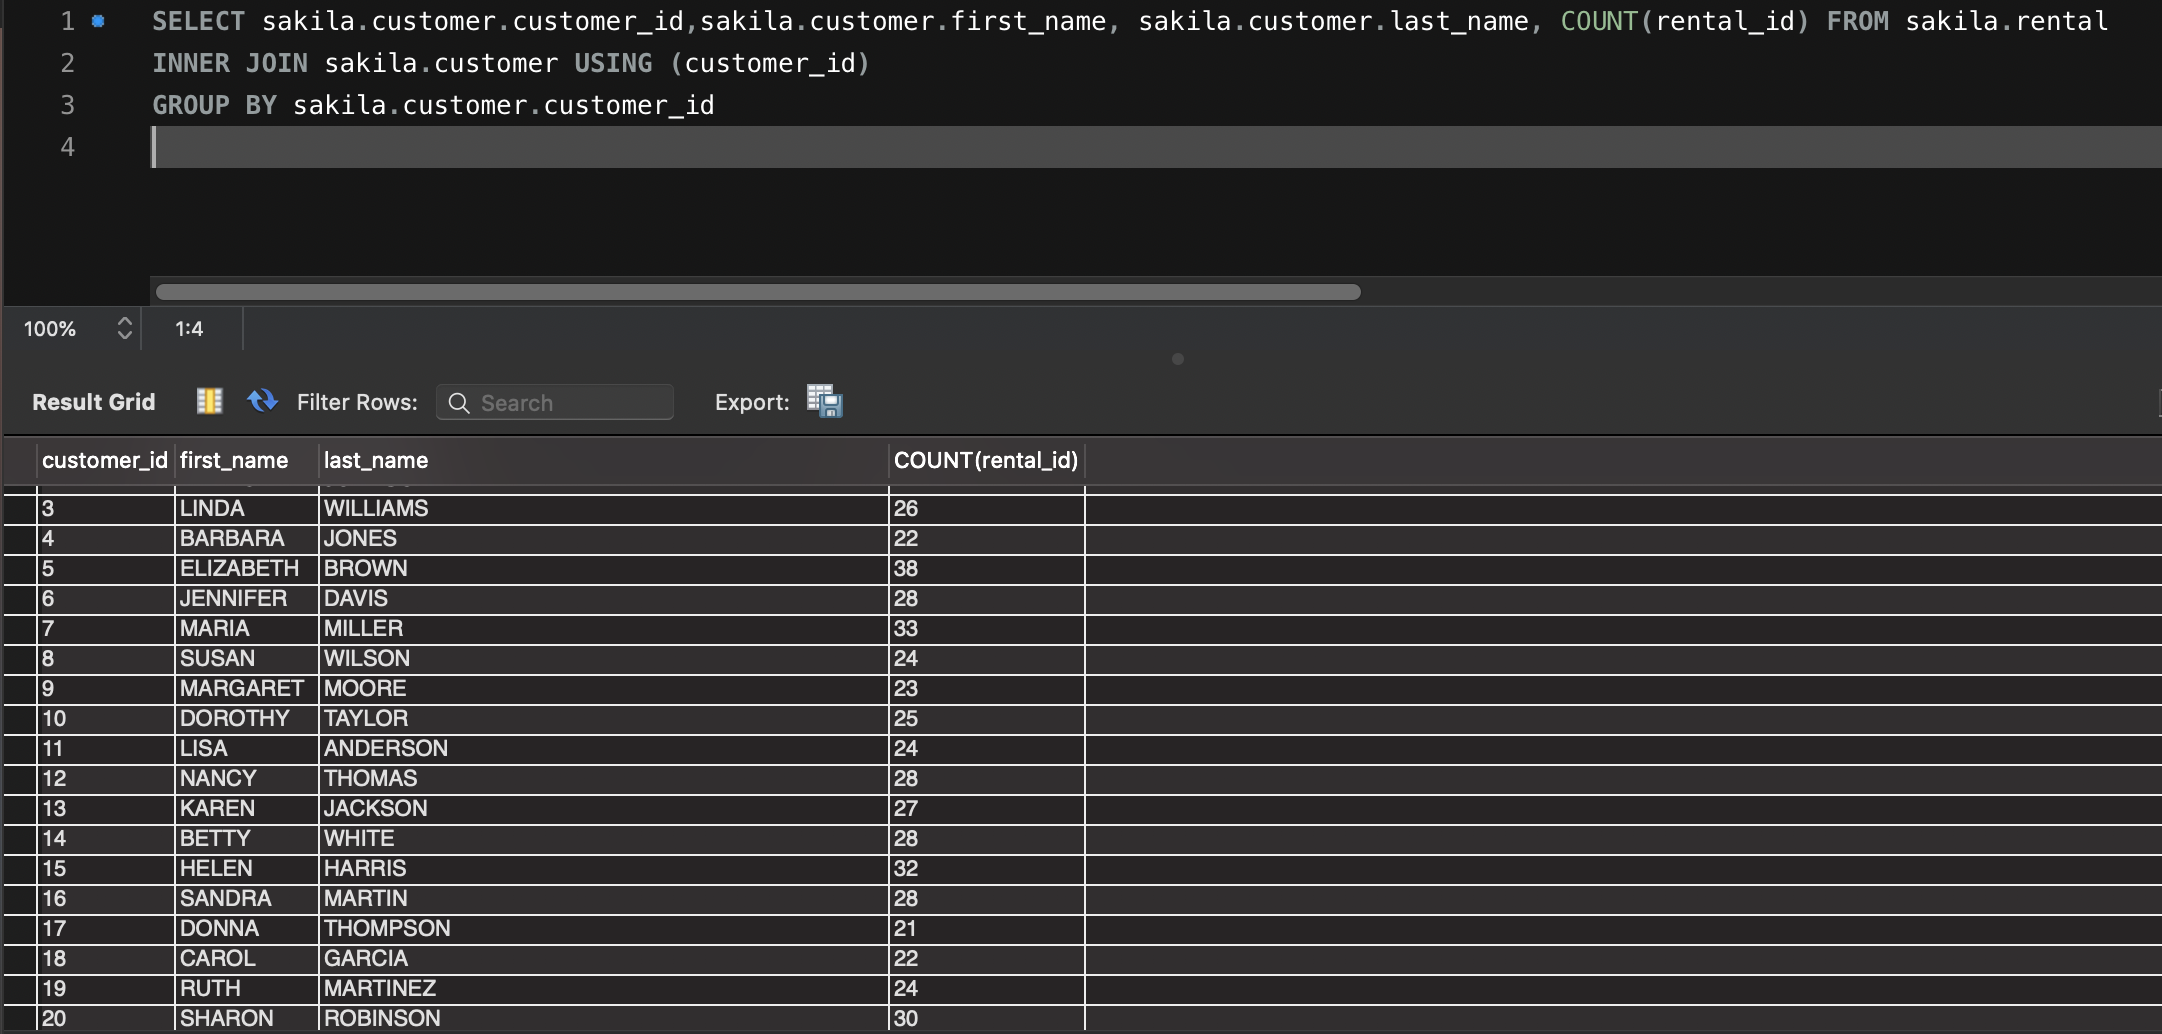 1 SELECT sakila.customer.customer_id,sakila.customer.first_name, sakila.customer.last_name, COUNT(rental_id) FROM sakila.rental
2 INNER JOIN sakila.customer USING (customer_id)
3 GROUP BY sakila.customer.customer_id
4
100% 1:4
Result Grid Filter Rows: Search Export:
customer_id first_name last_name COUNT(rental_id)
3 LINDA WILLIAMS 26
4 BARBARA JONES 22
5 ELIZABETH BROWN 38
6 JENNIFER DAVIS 28
7 MARIA MILLER 33
8 SUSAN WILSON 24
9 MARGARET MOORE 23
10 DOROTHY TAYLOR 25
11 LISA ANDERSON 24
12 NANCY THOMAS 28
13 KAREN JACKSON 27
14 BETTY WHITE 28
15 HELEN HARRIS 32
16 SANDRA MARTIN 28
17 DONNA THOMPSON 21
18 CAROL GARCIA 22
19 RUTH MARTINEZ 24
20 SHARON ROBINSON 30